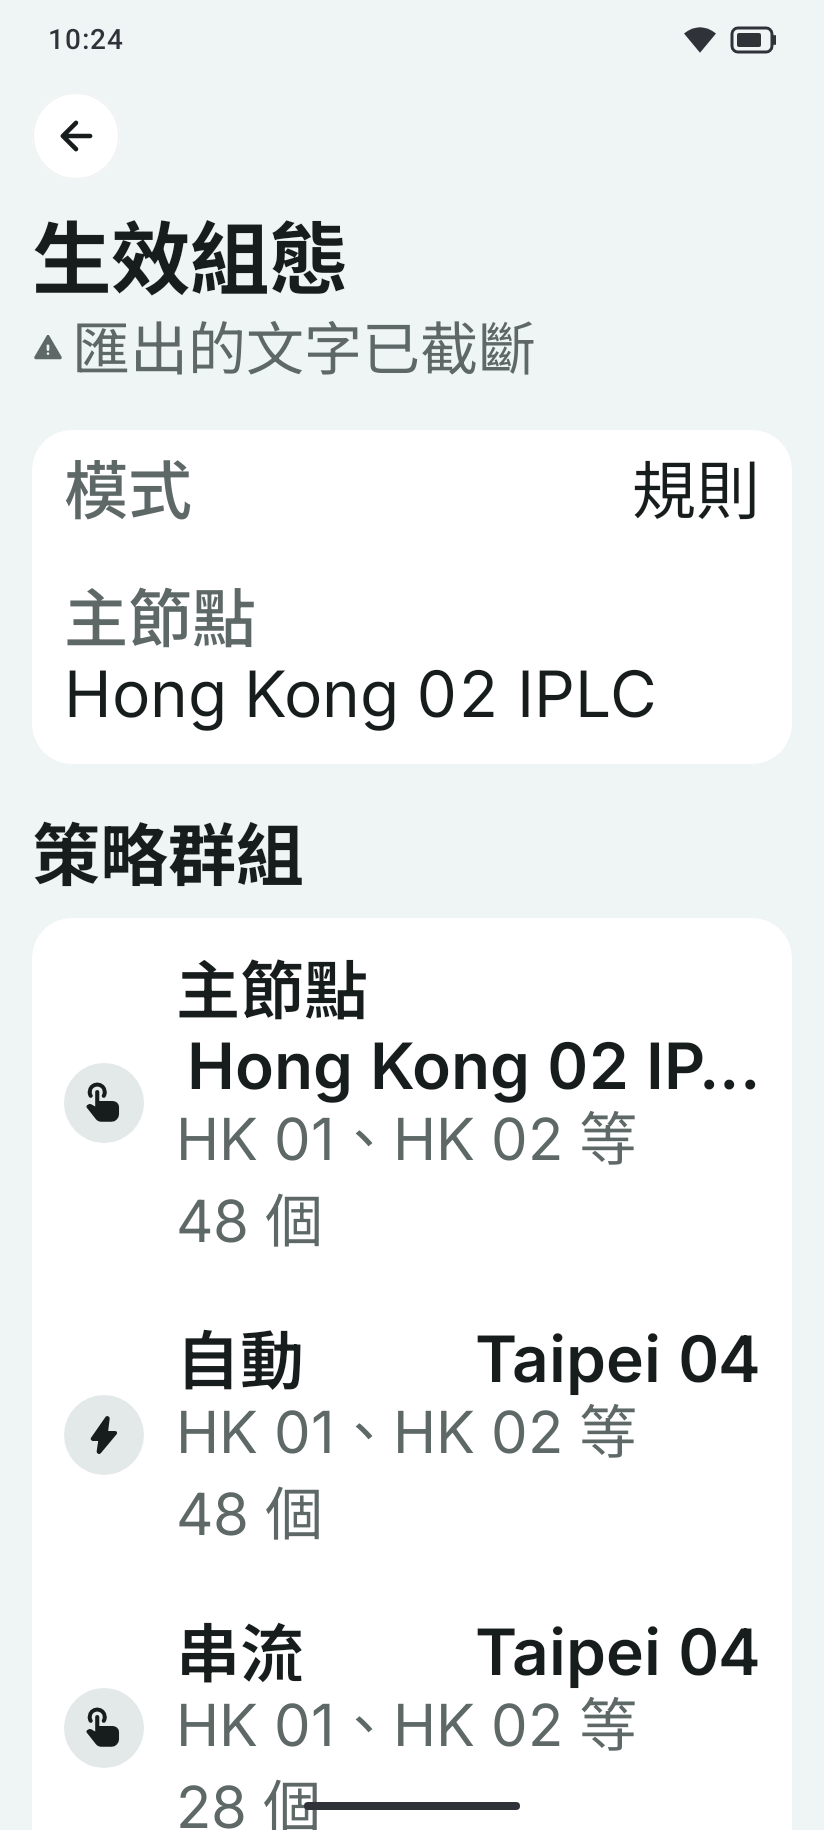 10:24
生效組態
匯出的文字已截斷
模式 規則
主節點
Hong Kong 02 IPLC
策略群組
主節點
Hong Kong 02 IP...
HK 01、HK 02 等
48 個
自動 Taipei 04
HK 01、HK 02 等
48 個
串流 Taipei 04
HK 01、HK 02 等
28 個